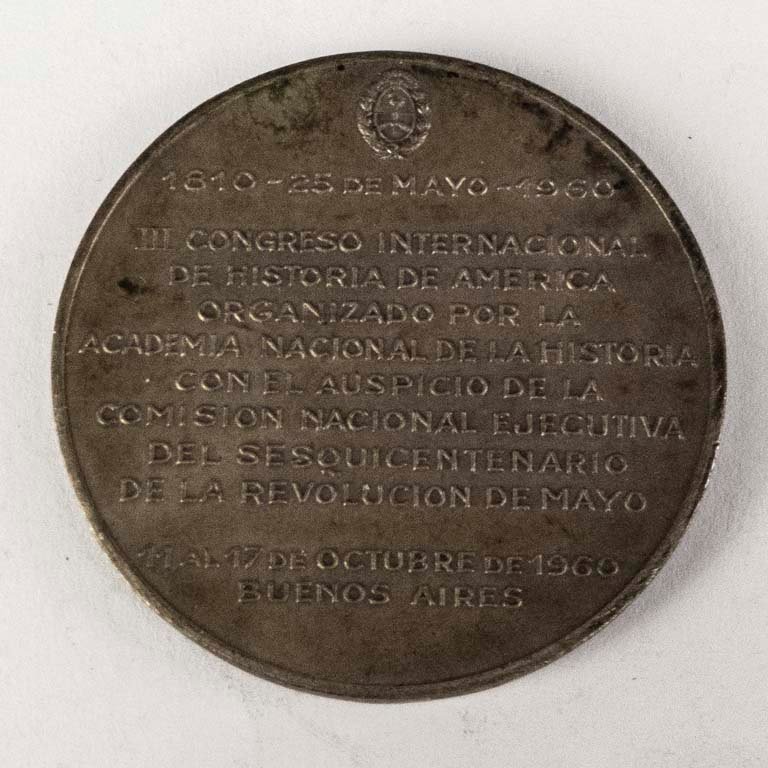 1810-25 DE MAYO-1960
III CONGRESO INTERNACIONAL
DE HISTORIA DE AMERICA
ORGANIZADO POR LA
ACADEMIA NACIONAL DE LA HISTORIA
CON EL AUSPICIO DE LA
COMISION NACIONAL EJECUTIVA
DEL SESQUICENTENARIO
DE LA REVOLUCION DE MAYO
11 AL 17 DE OCTUBRE DE 1960
BUENOS AIRES